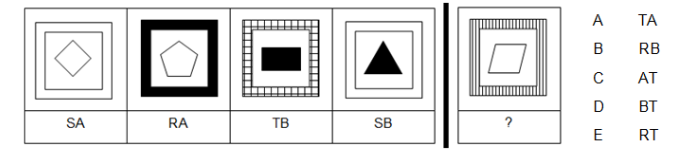 A TA
B RB
C AT
D BT
E RT
SA RA TB SB ?